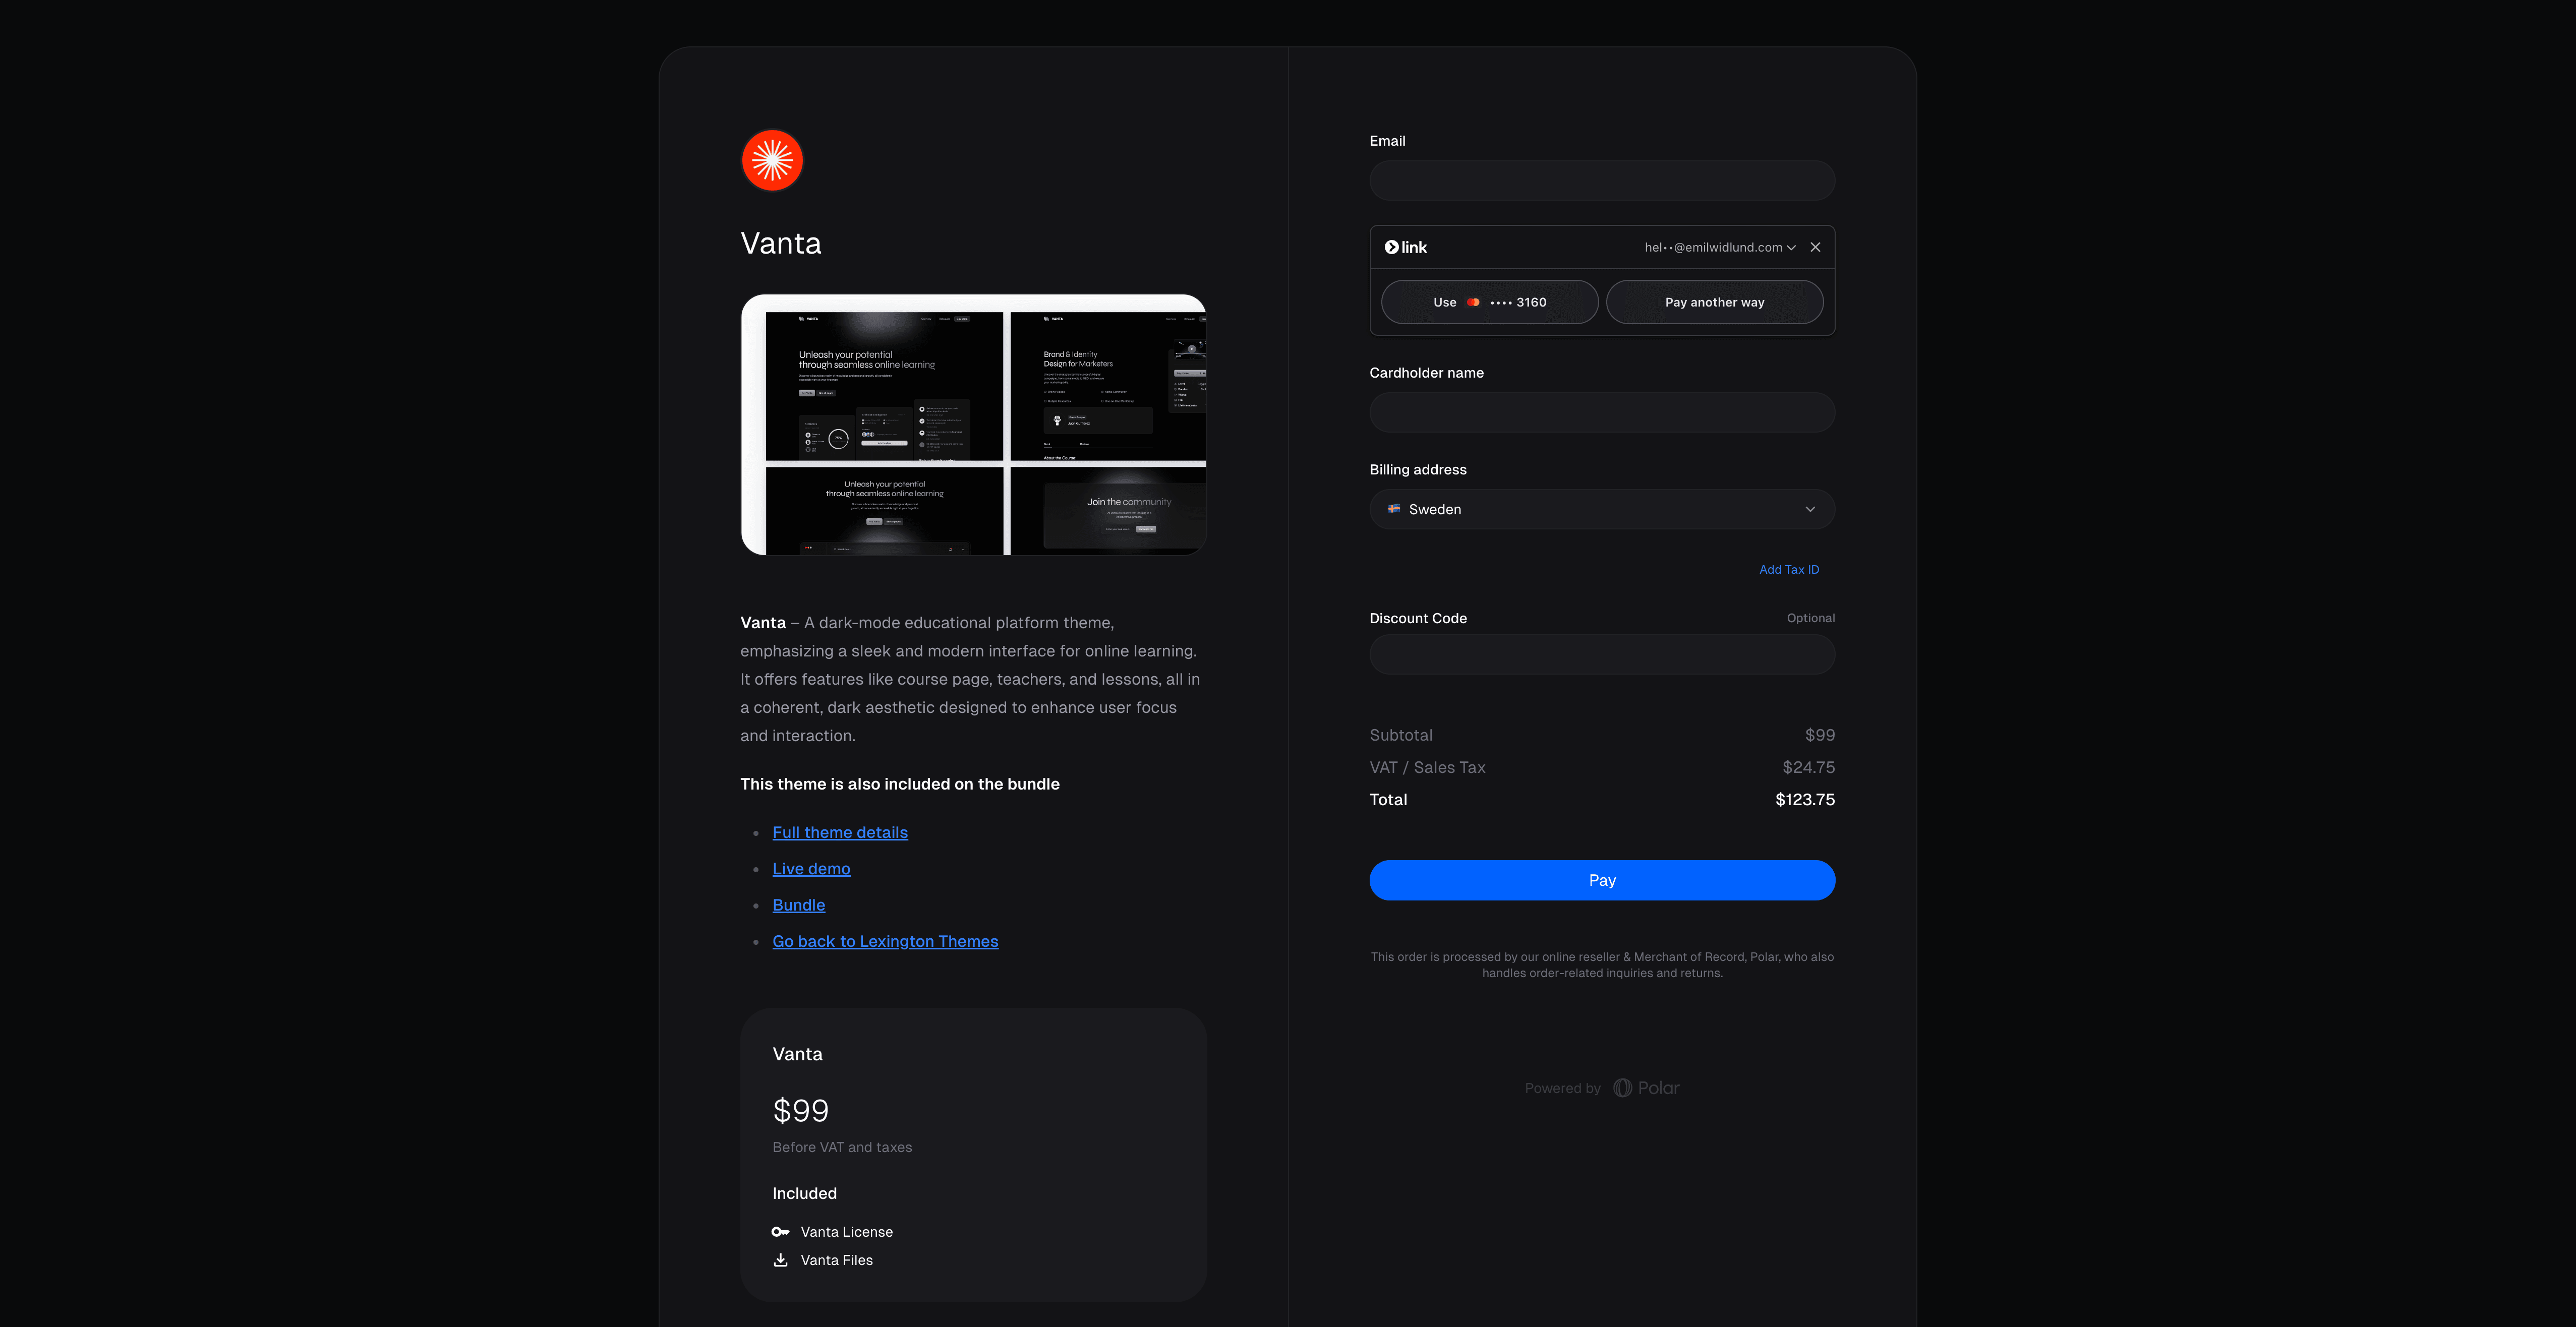 Vanta
VANTA
Unleash your potential
through seamless online learning
VANTA
Brand & Identity
Design for Marketers
About the Course
Unleash your potential
through seamless online learning
Join the community
Vanta – A dark-mode educational platform theme,
emphasizing a sleek and modern interface for online learning.
It offers features like course page, teachers, and lessons, all in
a coherent, dark aesthetic designed to enhance user focus
and interaction.
This theme is also included on the bundle
Full theme details
Live demo
Bundle
Go back to Lexington Themes
Vanta
$99
Before VAT and taxes
Included
Vanta License
Vanta Files
Email
link
hel••@emilwidlund.com
Use •••• 3160
Pay another way
Cardholder name
Billing address
Sweden
Add Tax ID
Discount Code Optional
Subtotal $99
VAT / Sales Tax $24.75
Total $123.75
Pay
This order is processed by our online reseller & Merchant of Record, Polar, who also
handles order-related inquiries and returns.
Powered by Polar